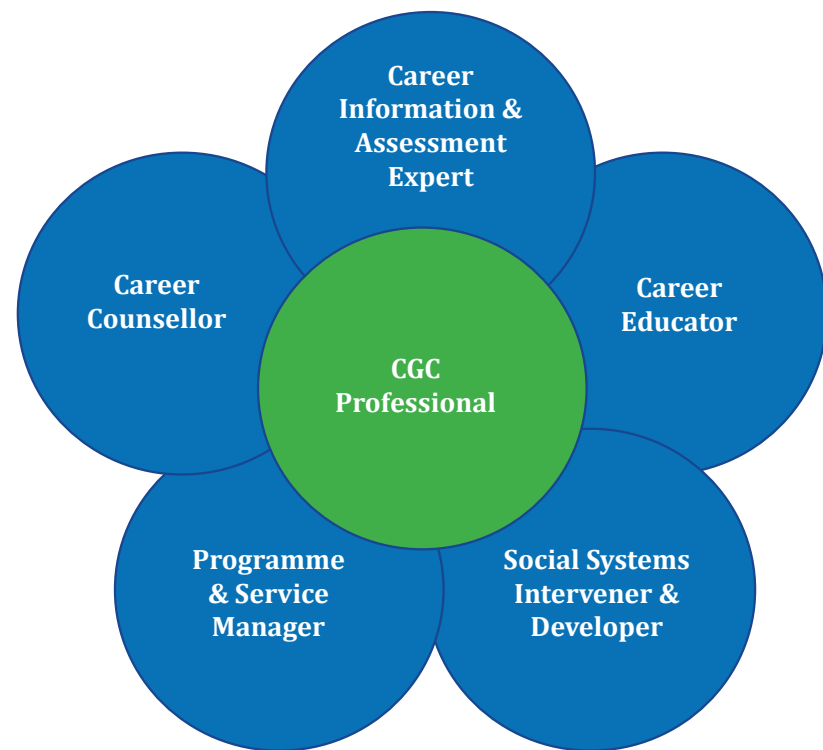 Career
Information &
Assessment
Expert
Career
Counsellor
Career
Educator
CGC
Professional
Programme
& Service
Manager
Social Systems
Intervener &
Developer